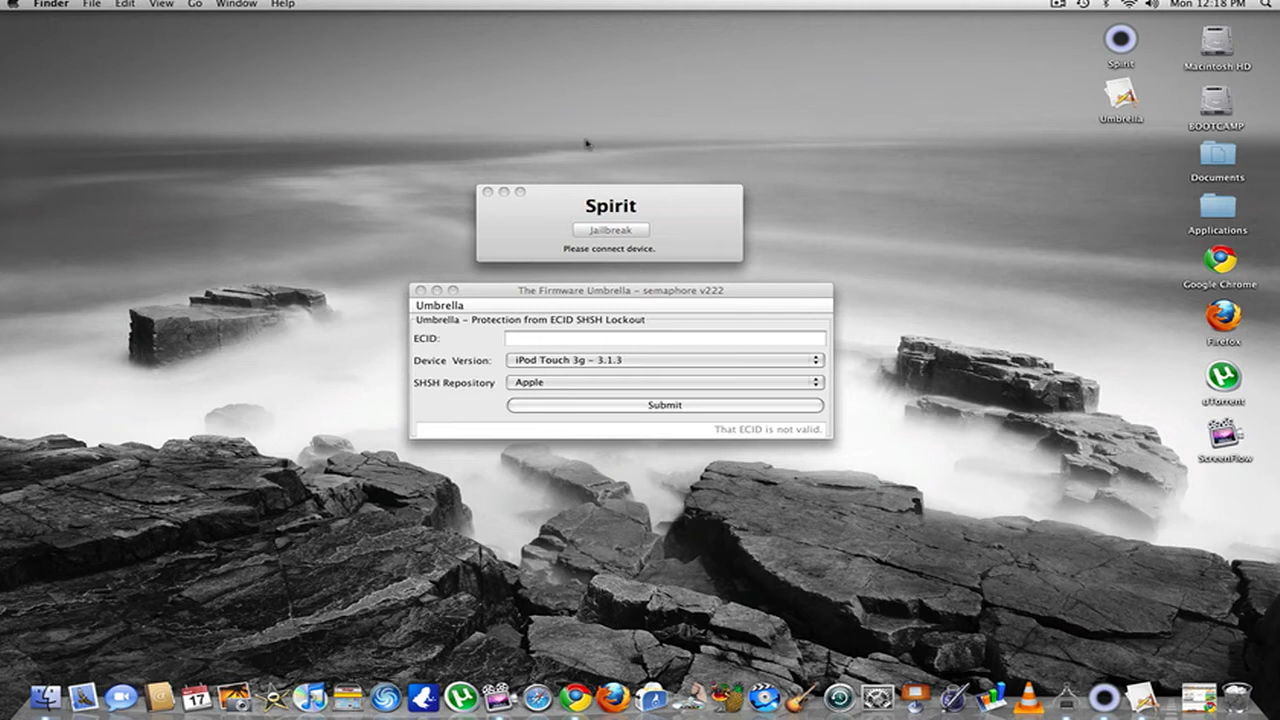 Finder File Edit View Go Window Help Mon 12:18 PM
Spirit
Macintosh HD
Umbrella
BOOTCAMP
Documents
Applications
Google Chrome
Firefox
uTorrent
ScreenFlow
Spirit
Jailbreak
Please connect device.
The Firmware Umbrella - semaphore v222
Umbrella
Umbrella - Protection from ECID SHSH Lockout
ECID:
Device Version: iPod Touch 3g - 3.1.3
SHSH Repository Apple
Submit
That ECID is not valid.
17